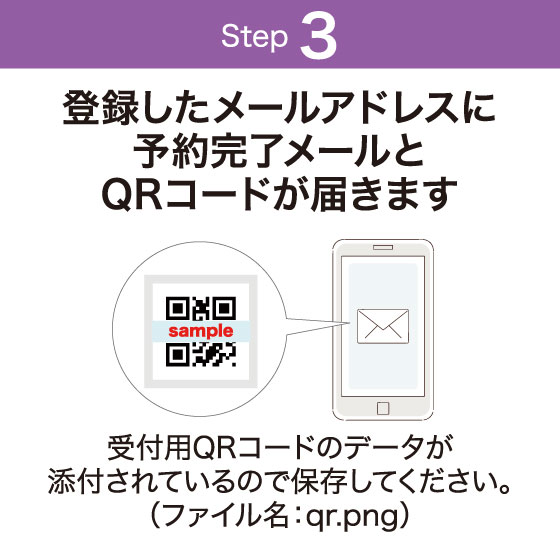 Step 3
登録したメールアドレスに
予約完了メールと
QRコードが届きます
sample
受付用QRコードのデータが
添付されているので保存してください。
（ファイル名：qr.png）